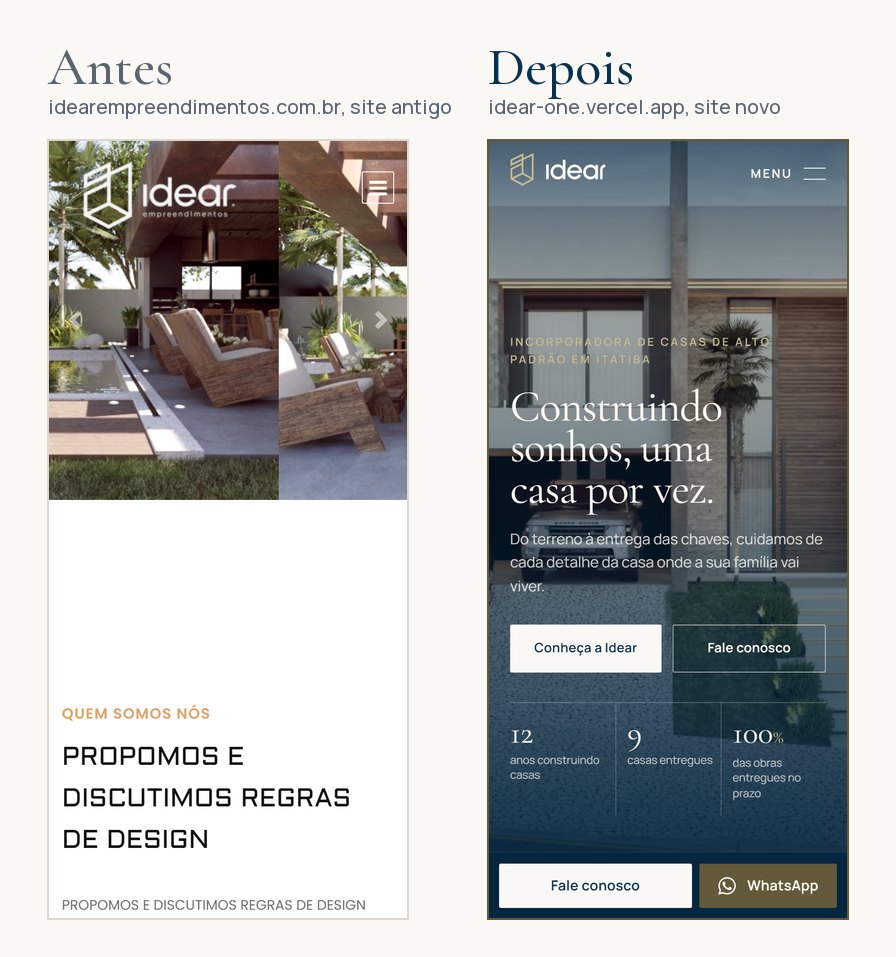 Antes
idearempreendimentos.com.br, site antigo
idear
empreendimentos
QUEM SOMOS NÓS
PROPOMOS E
DISCUTIMOS REGRAS
DE DESIGN
PROPOMOS E DISCUTIMOS REGRAS DE DESIGN
Depois
idear-one.vercel.app, site novo
idear
MENU
INCORPORADORA DE CASAS DE ALTO
PADRÃO EM ITATIBA
Construindo
sonhos, uma
casa por vez.
RANGE ROVER
Do terreno à entrega das chaves, cuidamos de
cada detalhe da casa onde a sua família vai
viver.
Conheça a Idear
Fale conosco
12
anos construindo
casas
9
casas entregues
100%
das obras
entregues no
prazo
Fale conosco
WhatsApp